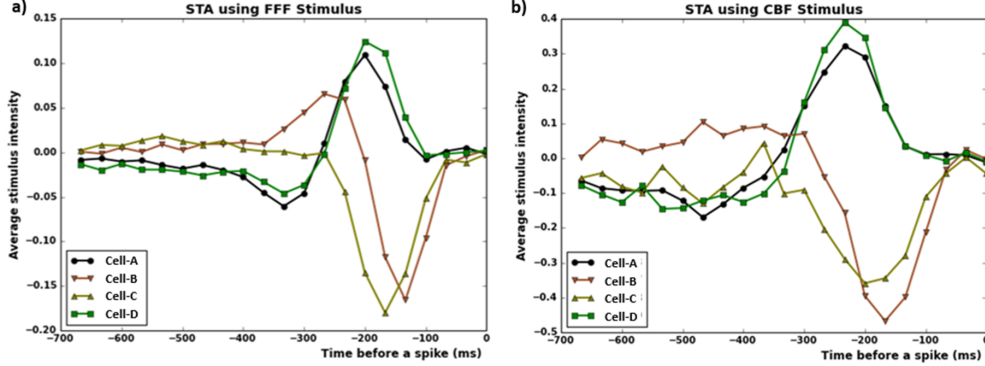 a)
STA using FFF Stimulus
Average stimulus intensity
0.15
0.10
0.05
0.00
−0.05
−0.10
−0.15
−0.20
Cell-A
Cell-B
Cell-C
Cell-D
−700 −600 −500 −400 −300 −200 −100 0
Time before a spike (ms)
b)
STA using CBF Stimulus
Average stimulus intensity
0.4
0.3
0.2
0.1
0.0
−0.1
−0.2
−0.3
−0.4
−0.5
Cell-A
Cell-B
Cell-C
Cell-D
−700 −600 −500 −400 −300 −200 −100 0
Time before a spike (ms)